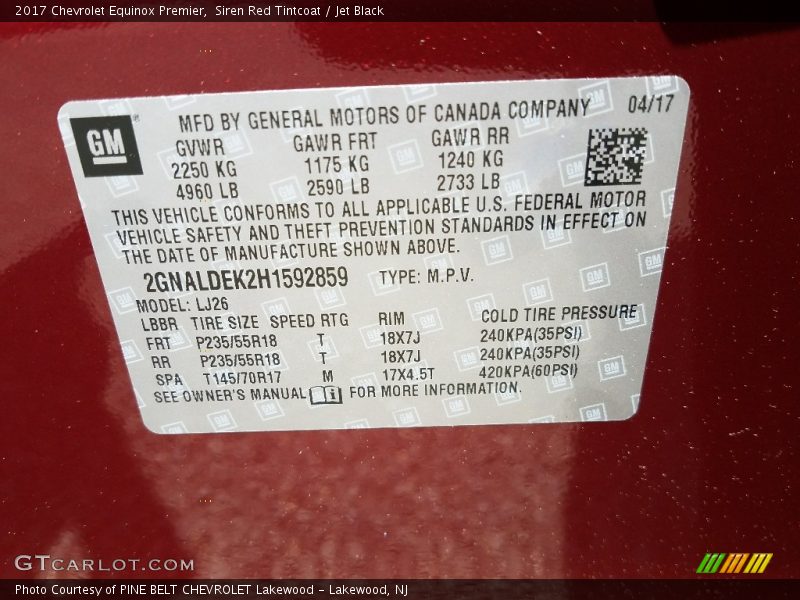 2017 Chevrolet Equinox Premier,  Siren Red Tintcoat / Jet Black
GM
MFD BY GENERAL MOTORS OF CANADA COMPANY 04/17
GVWR GAWR FRT GAWR RR
2250 KG 1175 KG 1240 KG
4960 LB 2590 LB 2733 LB
THIS VEHICLE CONFORMS TO ALL APPLICABLE U.S. FEDERAL MOTOR
VEHICLE SAFETY AND THEFT PREVENTION STANDARDS IN EFFECT ON
THE DATE OF MANUFACTURE SHOWN ABOVE.
2GNALDEK2H1592859 TYPE: M.P.V.
MODEL: LJ26
LBBR TIRE SIZE SPEED RTG RIM COLD TIRE PRESSURE
FRT P235/55R18 T 18X7J 240KPA(35PSI)
RR P235/55R18 T 18X7J 240KPA(35PSI)
SPA T145/70R17 M 17X4.5T 420KPA(60PSI)
SEE OWNER'S MANUAL i FOR MORE INFORMATION.
GTCARLOT.COM
Photo Courtesy of PINE BELT CHEVROLET Lakewood - Lakewood, NJ